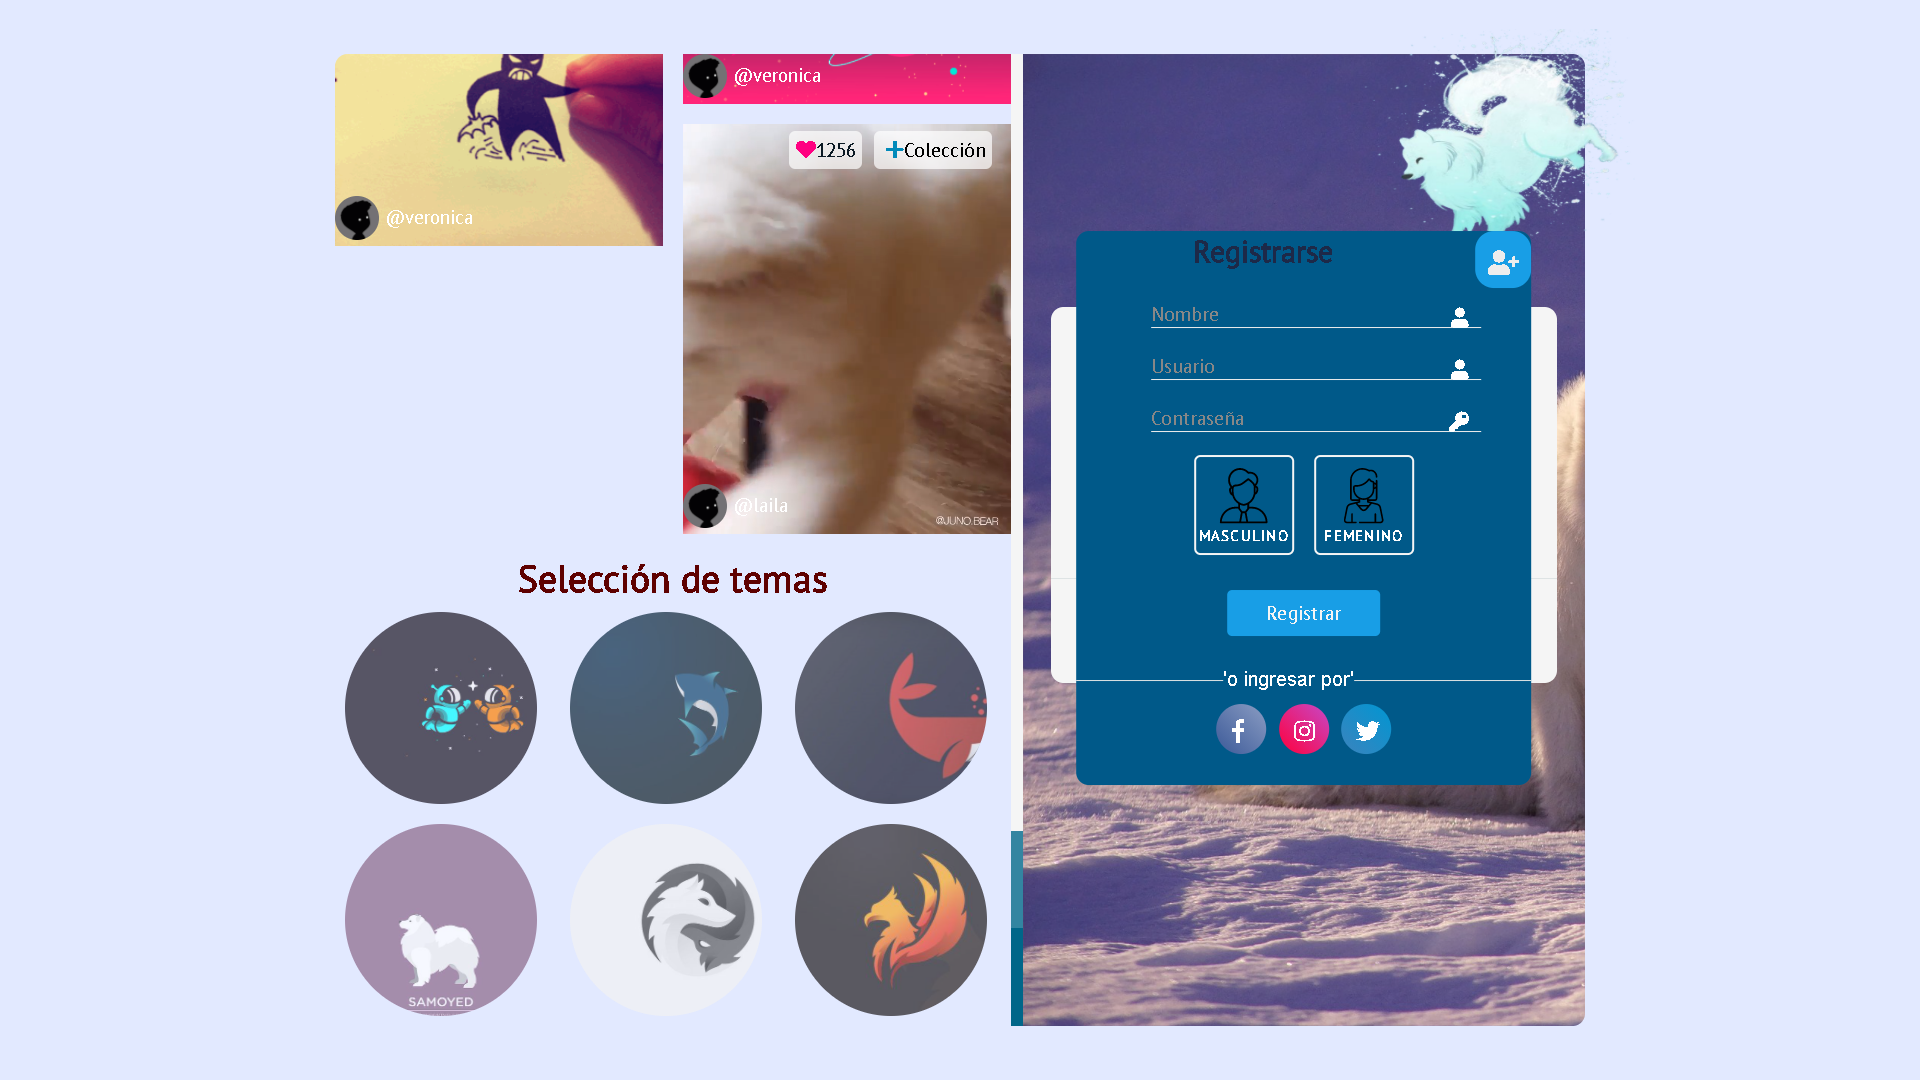 @veronica
@veronica
1256
Colección
@laila
@JUNO.BEAR
Selección de temas
SAMOYED
Registrarse
Nombre
Usuario
Contraseña
MASCULINO
FEMENINO
Registrar
'o ingresar por'